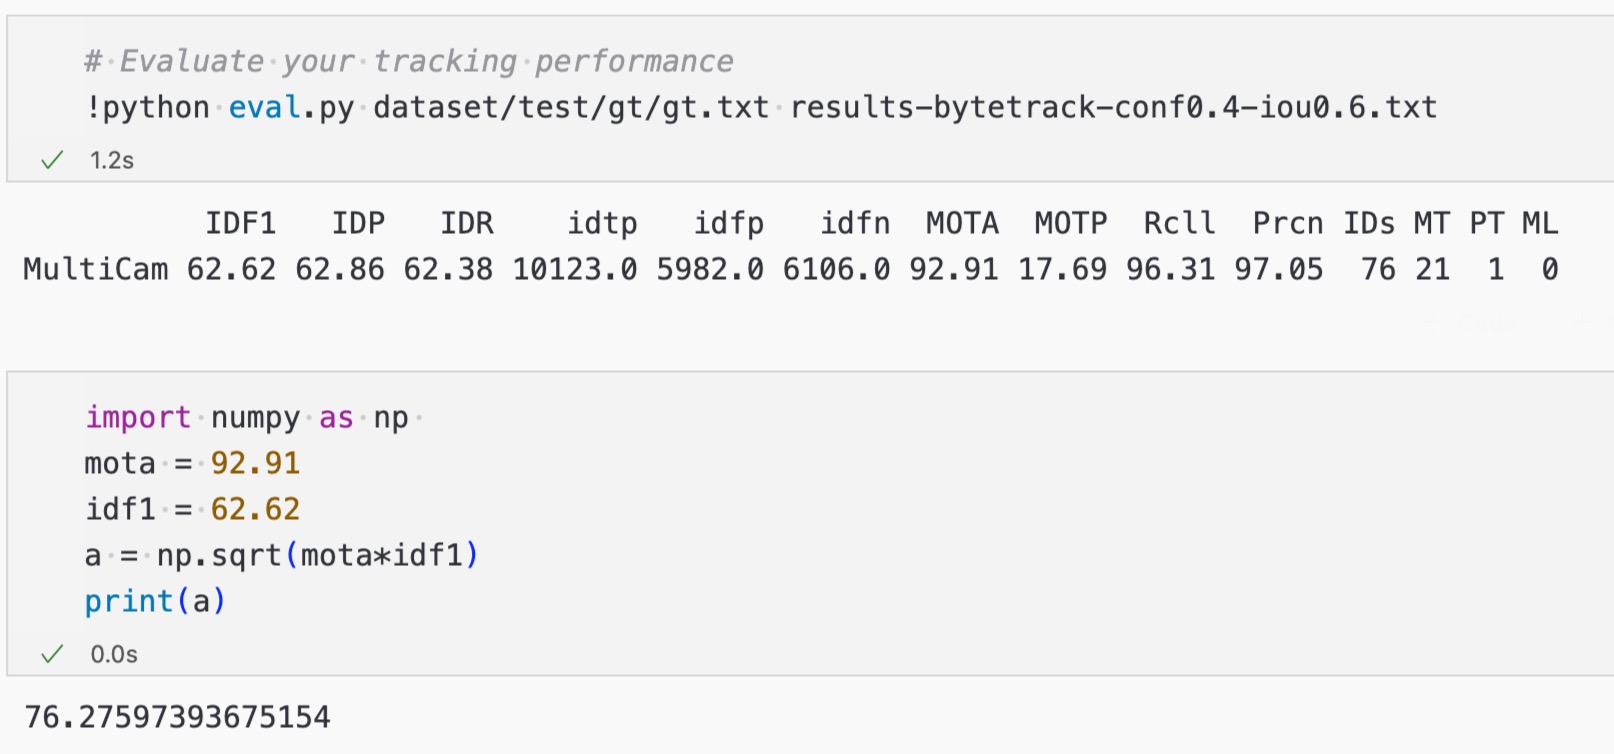 # Evaluate your tracking performance
!python eval.py dataset/test/gt/gt.txt results-bytetrack-conf0.4-iou0.6.txt
✓ 1.2s
IDF1 IDP IDR idtp idfp idfn MOTA MOTP Rcll Prcn IDs MT PT ML
MultiCam 62.62 62.86 62.38 10123.0 5982.0 6106.0 92.91 17.69 96.31 97.05 76 21 1 0
import numpy as np
mota = 92.91
idf1 = 62.62
a = np.sqrt(mota*idf1)
print(a)
✓ 0.0s
76.27597393675154